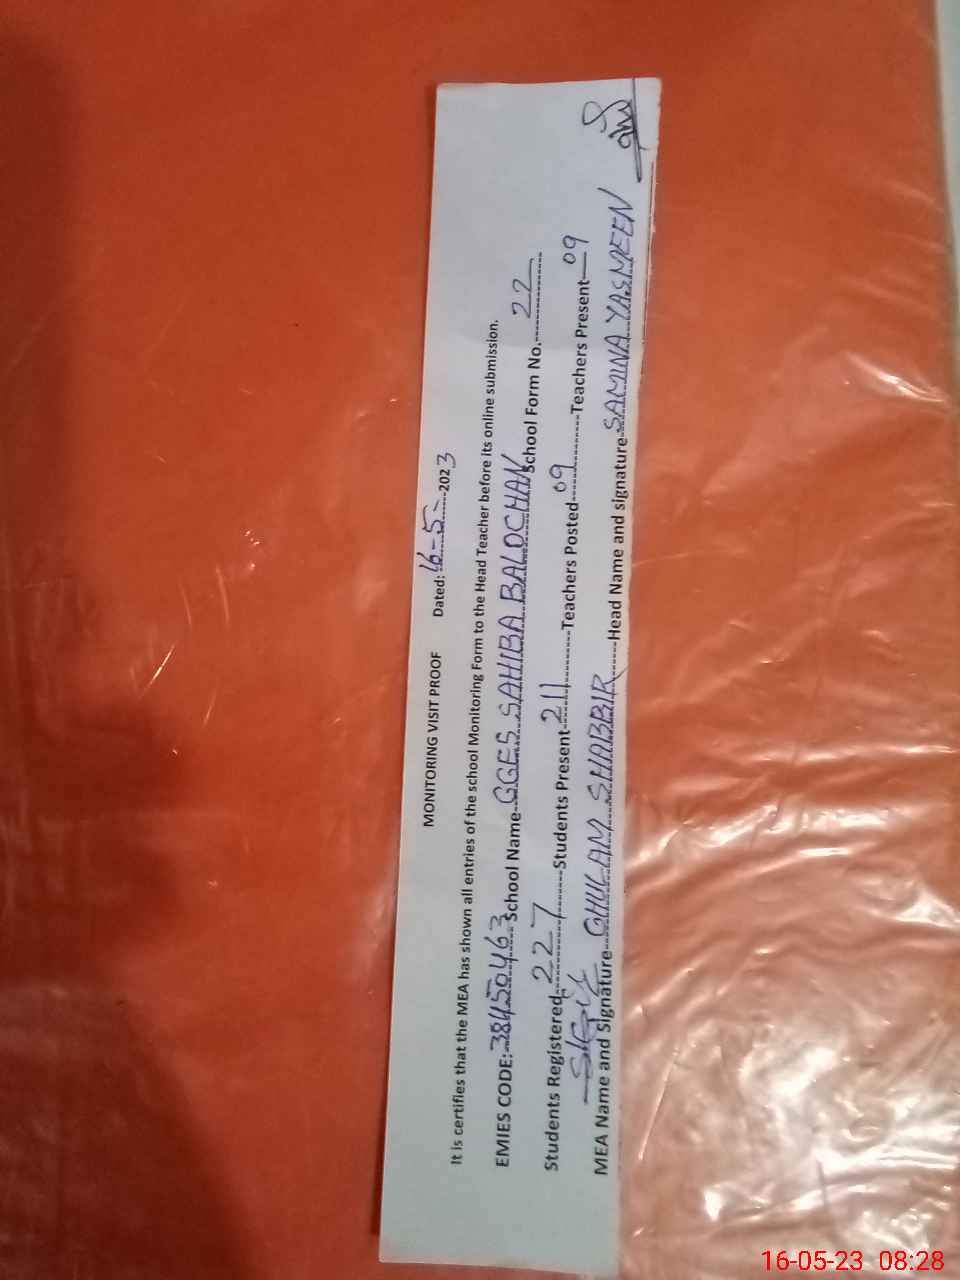 MONITORING VISIT PROOF Dated: 16-5-2023
It is certifies that the MEA has shown all entries of the school Monitoring Form to the Head Teacher before its online submission.
EMIES CODE: 38450463 School Name GGES SAHIBA BALOCHAN School Form No. 22
Students Registered 227 Students Present 211 Teachers Posted 09 Teachers Present 09
MEA Name and Signature GHULAM SHABBIR Head Name and signature SAMINA YASMEEN
16-05-23 08:28